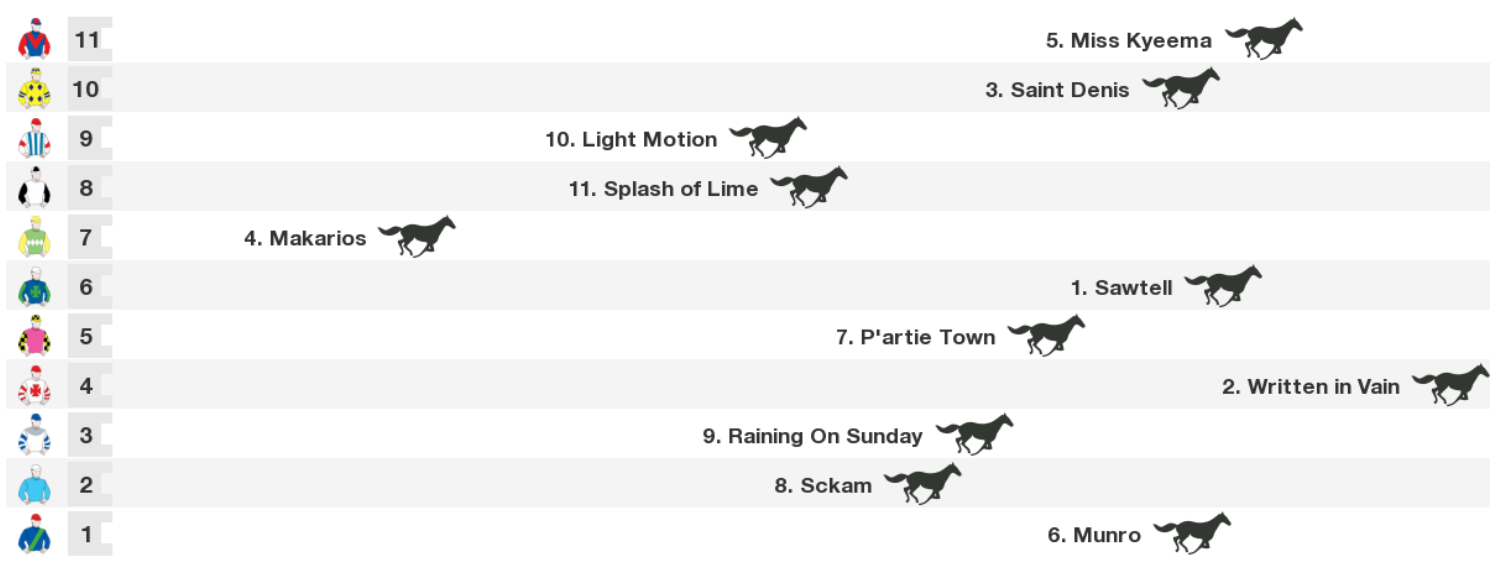 11 5. Miss Kyeema
10 3. Saint Denis
9 10. Light Motion
8 11. Splash of Lime
7 4. Makarios
6 1. Sawtell
5 7. P'artie Town
4 2. Written in Vain
3 9. Raining On Sunday
2 8. Sckam
1 6. Munro